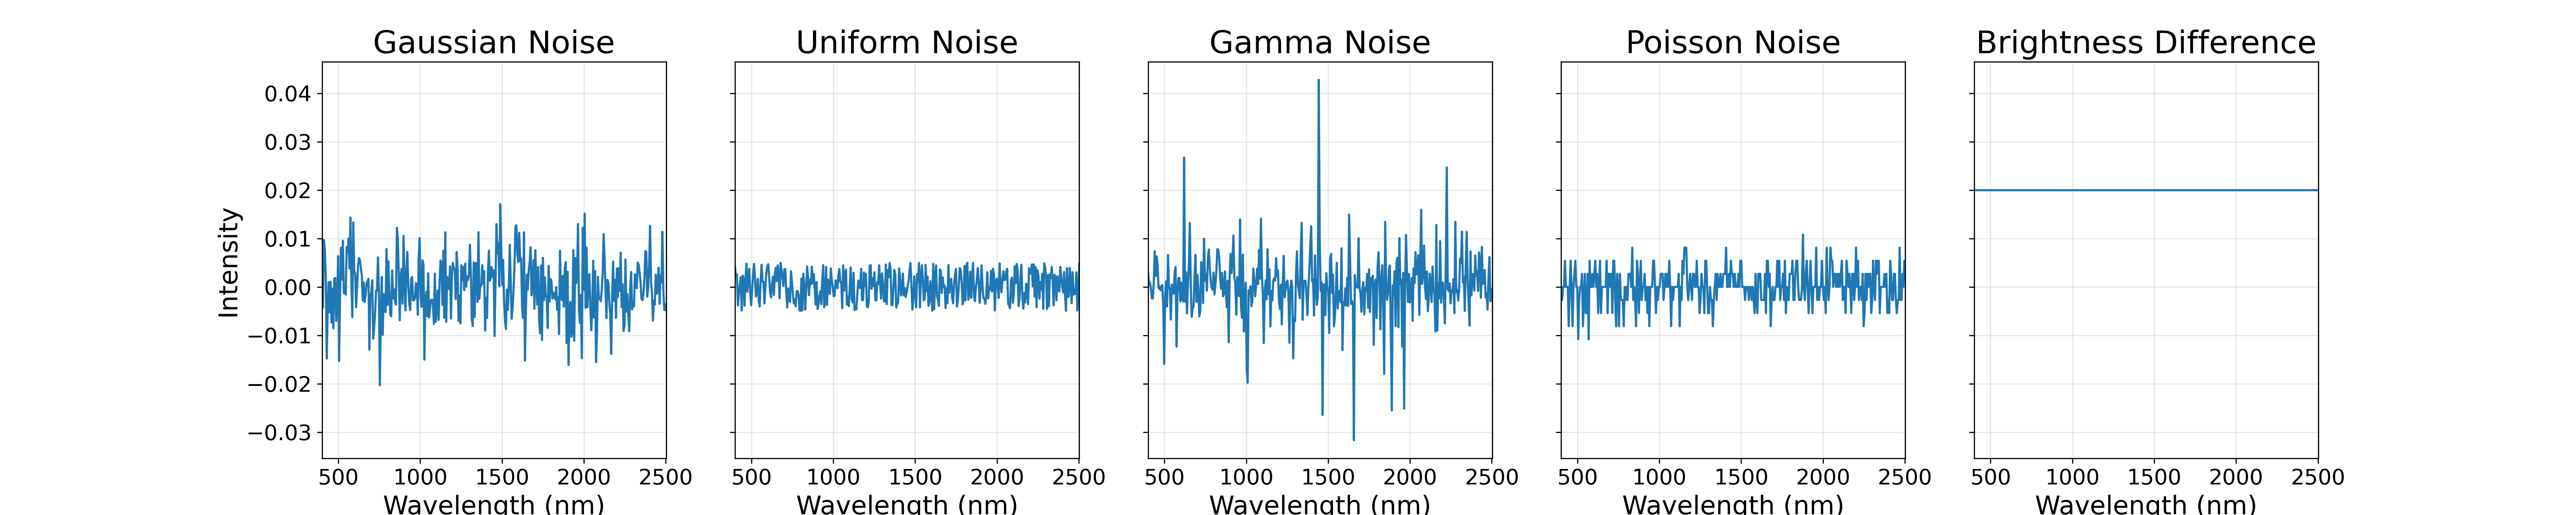 Gaussian Noise
Uniform Noise
Gamma Noise
Poisson Noise
Brightness Difference
Intensity
0.04
0.03
0.02
0.01
0.00
−0.01
−0.02
−0.03
500 1000 1500 2000 2500
500 1000 1500 2000 2500
500 1000 1500 2000 2500
500 1000 1500 2000 2500
500 1000 1500 2000 2500
Wavelength (nm)
Wavelength (nm)
Wavelength (nm)
Wavelength (nm)
Wavelength (nm)